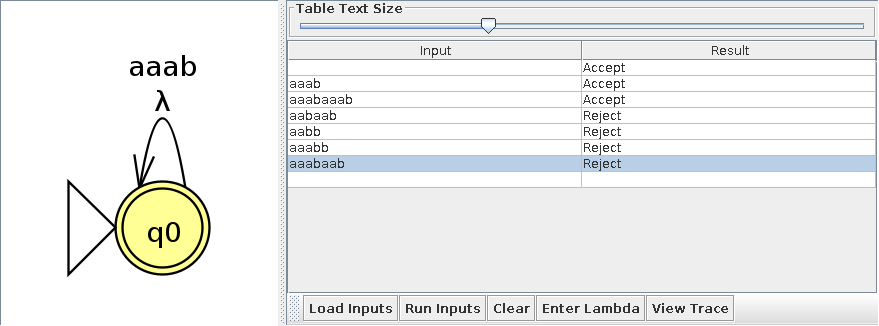 aaab
λ
q0
Table Text Size
Input Result
Accept
aaab Accept
aaabaaab Accept
aabaab Reject
aabb Reject
aaabb Reject
aaabaab Reject
Load Inputs Run Inputs Clear Enter Lambda View Trace